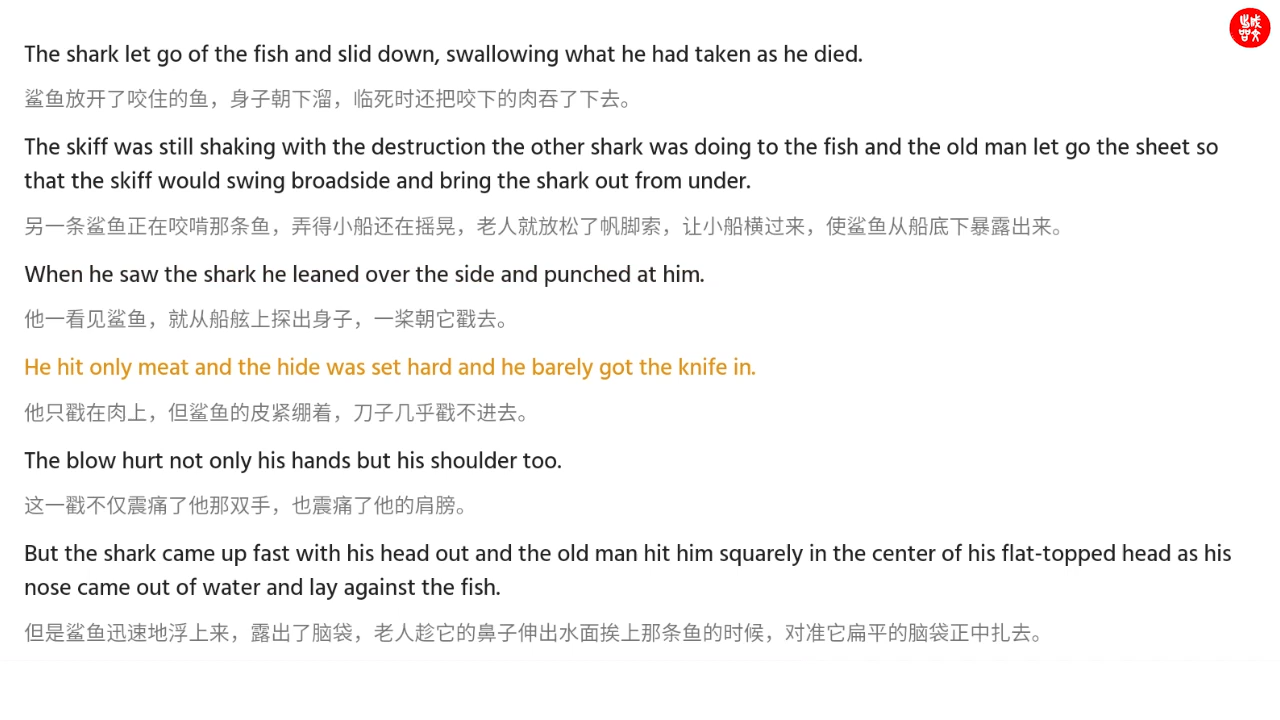 The shark let go of the fish and slid down, swallowing what he had taken as he died.
鲨鱼放开了咬住的鱼，身子朝下溜，临死时还把咬下的肉吞了下去。
The skiff was still shaking with the destruction the other shark was doing to the fish and the old man let go the sheet so
that the skiff would swing broadside and bring the shark out from under.
另一条鲨鱼正在咬啃那条鱼，弄得小船还在摇晃，老人就放松了帆脚索，让小船横过来，使鲨鱼从船底下暴露出来。
When he saw the shark he leaned over the side and punched at him.
他一看见鲨鱼，就从船舷上探出身子，一桨朝它戳去。
He hit only meat and the hide was set hard and he barely got the knife in.
他只戳在肉上，但鲨鱼的皮紧绷着，刀子几乎戳不进去。
The blow hurt not only his hands but his shoulder too.
这一戳不仅震痛了他那双手，也震痛了他的肩膀。
But the shark came up fast with his head out and the old man hit him squarely in the center of his flat-topped head as his
nose came out of water and lay against the fish.
但是鲨鱼迅速地浮上来，露出了脑袋，老人趁它的鼻子伸出水面挨上那条鱼的时候，对准它扁平的脑袋正中扎去。